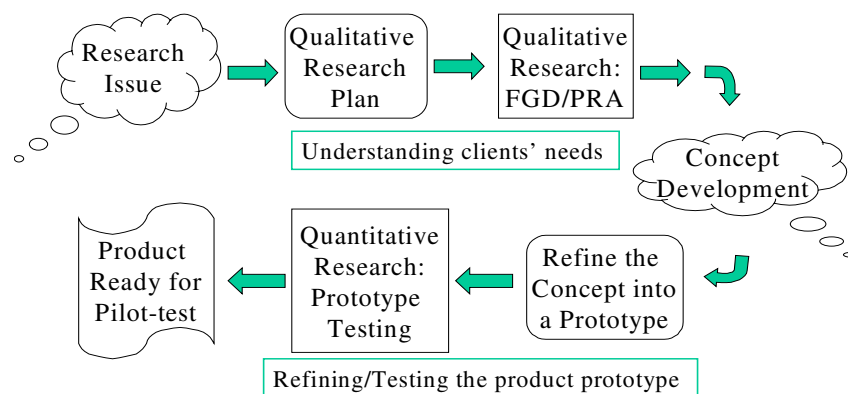 Research
Issue
Qualitative
Research
Plan
Qualitative
Research:
FGD/PRA
Understanding clients’ needs
Concept
Development
Refine the
Concept into
a Prototype
Quantitative
Research:
Prototype
Testing
Product
Ready for
Pilot-test
Refining/Testing the product prototype